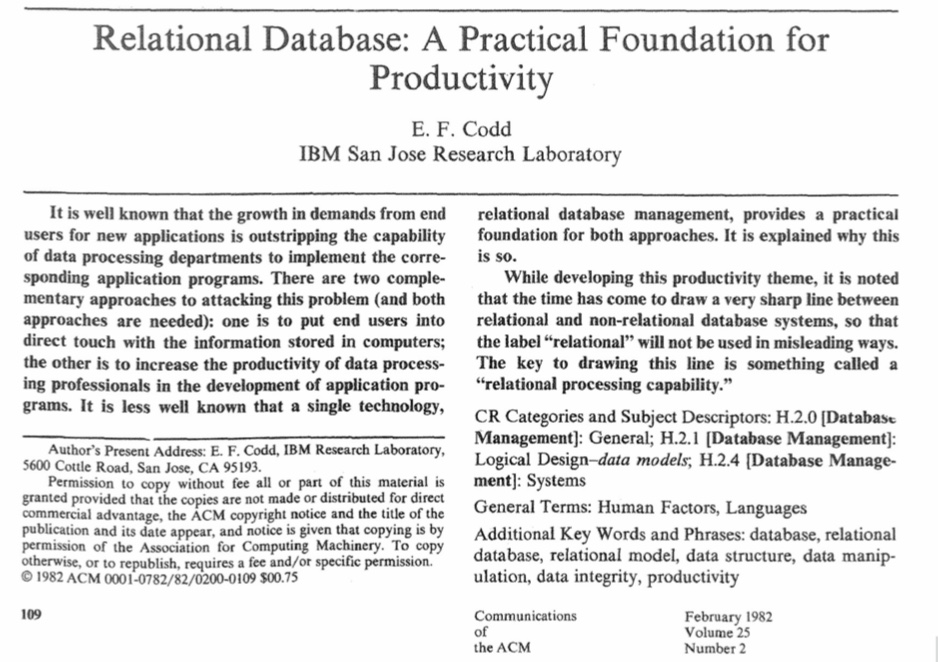 Relational Database: A Practical Foundation for
Productivity
E. F. Codd
IBM San Jose Research Laboratory
It is well known that the growth in demands from end
users for new applications is outstripping the capability
of data processing departments to implement the corre-
sponding application programs. There are two comple-
mentary approaches to attacking this problem (and both
approaches are needed): one is to put end users into
direct touch with the information stored in computers;
the other is to increase the productivity of data process-
ing professionals in the development of application pro-
grams. It is less well known that a single technology,
Author's Present Address: E. F. Codd, IBM Research Laboratory,
5600 Cottle Road, San Jose, CA 95193.
Permission to copy without fee all or part of this material is
granted provided that the copies are not made or distributed for direct
commercial advantage, the ACM copyright notice and the title of the
publication and its date appear, and notice is given that copying is by
permission of the Association for Computing Machinery. To copy
otherwise, or to republish, requires a fee and/or specific permission.
© 1982 ACM 0001-0782/82/0200-0109 $00.75
109
relational database management, provides a practical
foundation for both approaches. It is explained why this
is so.
While developing this productivity theme, it is noted
that the time has come to draw a very sharp line between
relational and non-relational database systems, so that
the label “relational” will not be used in misleading ways.
The key to drawing this line is something called a
“relational processing capability.”
CR Categories and Subject Descriptors: H.2.0 [Database
Management]: General; H.2.1 [Database Management]:
Logical Design–data models; H.2.4 [Database Manage-
ment]: Systems
General Terms: Human Factors, Languages
Additional Key Words and Phrases: database, relational
database, relational model, data structure, data manip-
ulation, data integrity, productivity
Communications
of
the ACM
February 1982
Volume 25
Number 2